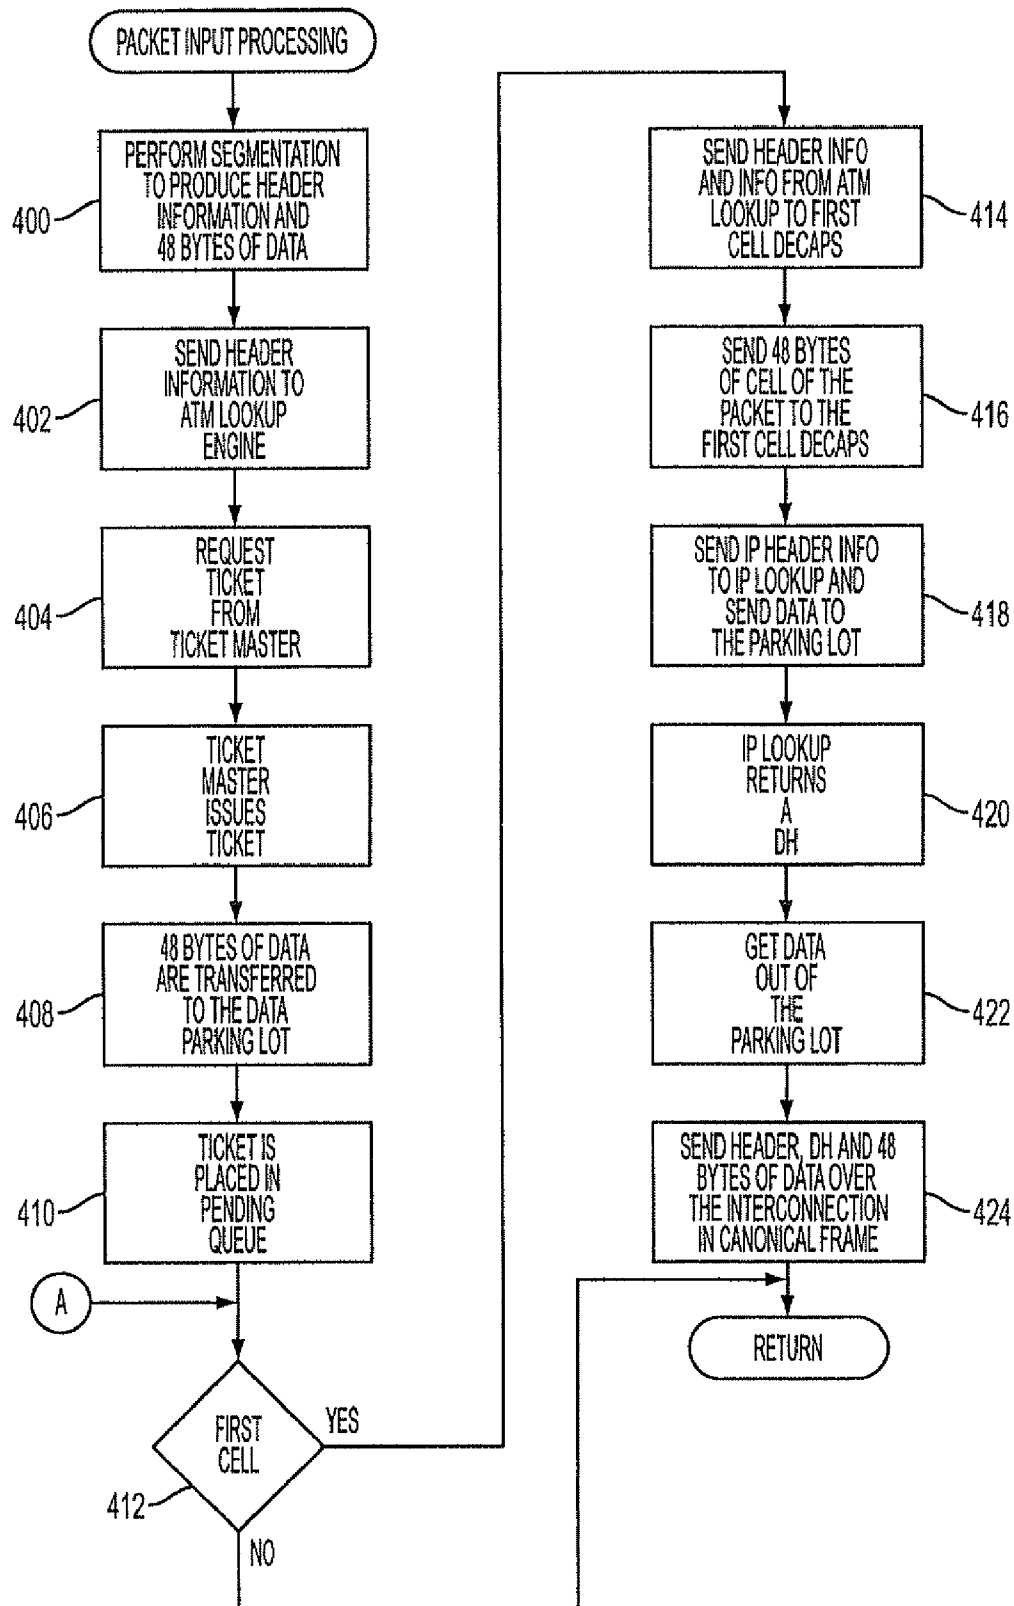 PACKET INPUT PROCESSING
PERFORM SEGMENTATION
TO PRODUCE HEADER
INFORMATION AND
48 BYTES OF DATA
400
SEND HEADER
INFORMATION TO
ATM LOOKUP
ENGINE
402
REQUEST
TICKET
FROM
TICKET MASTER
404
TICKET
MASTER
ISSUES
TICKET
406
48 BYTES OF DATA
ARE TRANSFERRED
TO THE DATA
PARKING LOT
408
TICKET IS
PLACED IN
PENDING
QUEUE
410
A
FIRST
CELL
YES
412
NO
SEND HEADER INFO
AND INFO FROM ATM
LOOKUP TO FIRST
CELL DECAPS
414
SEND 48 BYTES
OF CELL OF THE
PACKET TO THE
FIRST CELL DECAPS
416
SEND IP HEADER INFO
TO IP LOOKUP AND
SEND DATA TO
THE PARKING LOT
418
IP LOOKUP
RETURNS
A
DH
420
GET DATA
OUT OF
THE
PARKING LOT
422
SEND HEADER, DH AND 48
BYTES OF DATA OVER
THE INTERCONNECTION
IN CANONICAL FRAME
424
RETURN